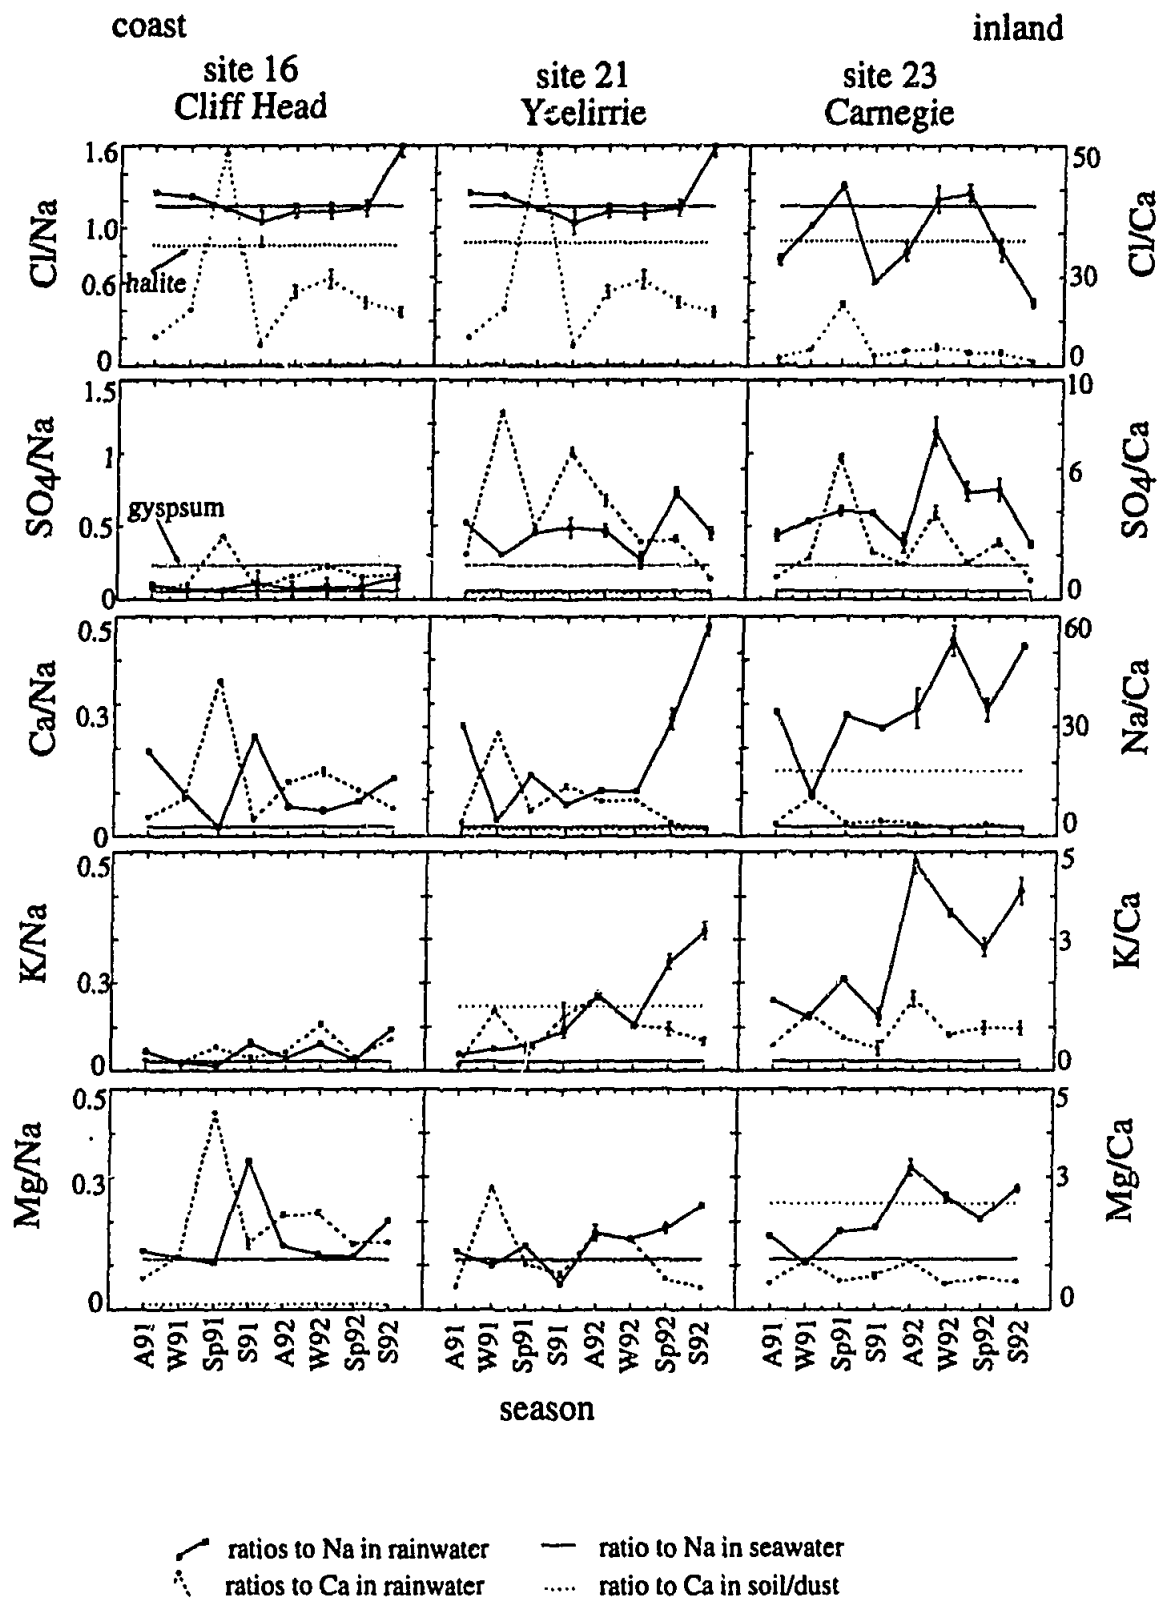 coast
inland
site 16
Cliff Head
site 21
Yeelirrie
site 23
Carnegie
Cl/Na
1.6
1.0
0.6
0
halite
50
30
0
Cl/Ca
SO4/Na
1.5
1
0.5
0
gyspsum
10
6
0
SO4/Ca
Ca/Na
0.5
0.3
0
60
30
0
Na/Ca
K/Na
0.5
0.3
0
5
3
0
K/Ca
Mg/Na
0.5
0.3
0
5
3
0
Mg/Ca
A91 W91 Sp91 S91 A92 W92 Sp92 S92
A91 W91 Sp91 S91 A92 W92 Sp92 S92
A91 W91 Sp91 S91 A92 W92 Sp92 S92
season
ratios to Na in rainwater
ratio to Na in seawater
ratios to Ca in rainwater
ratio to Ca in soil/dust